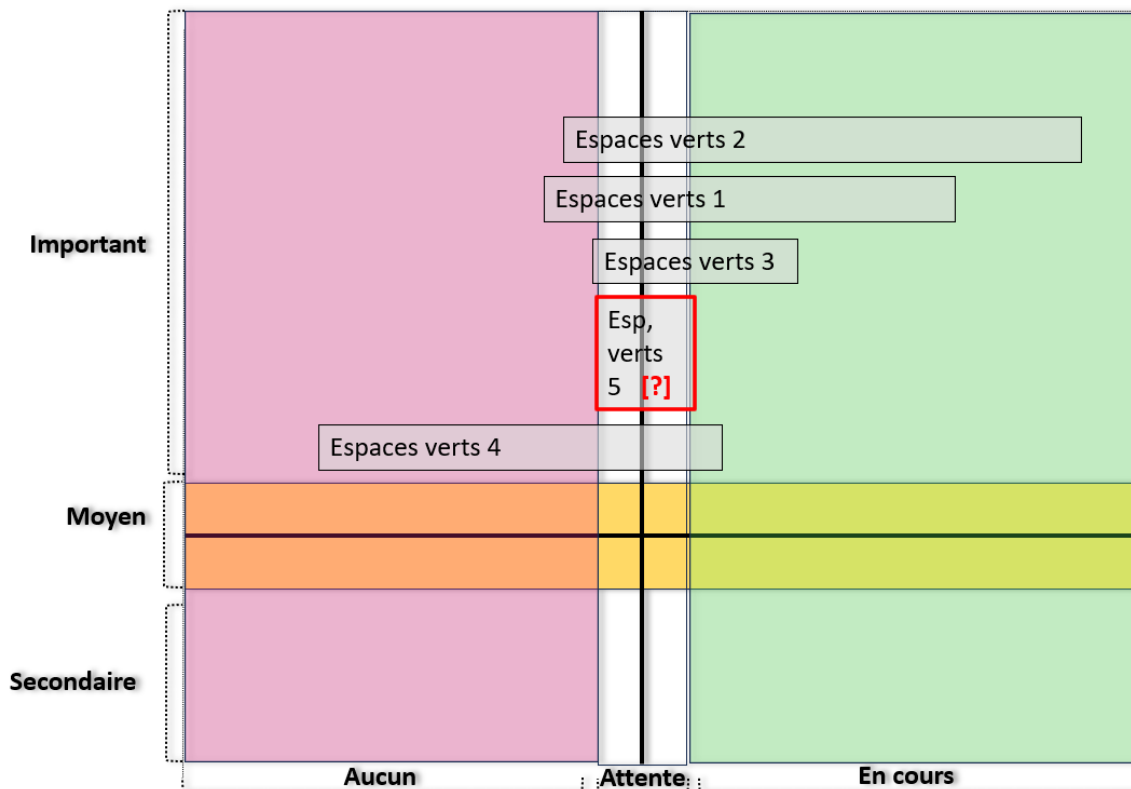 Espaces verts 2
Espaces verts 1
Important
Espaces verts 3
Esp,
verts
5 [?]
Espaces verts 4
Moyen
Secondaire
Aucun
Attente
En cours